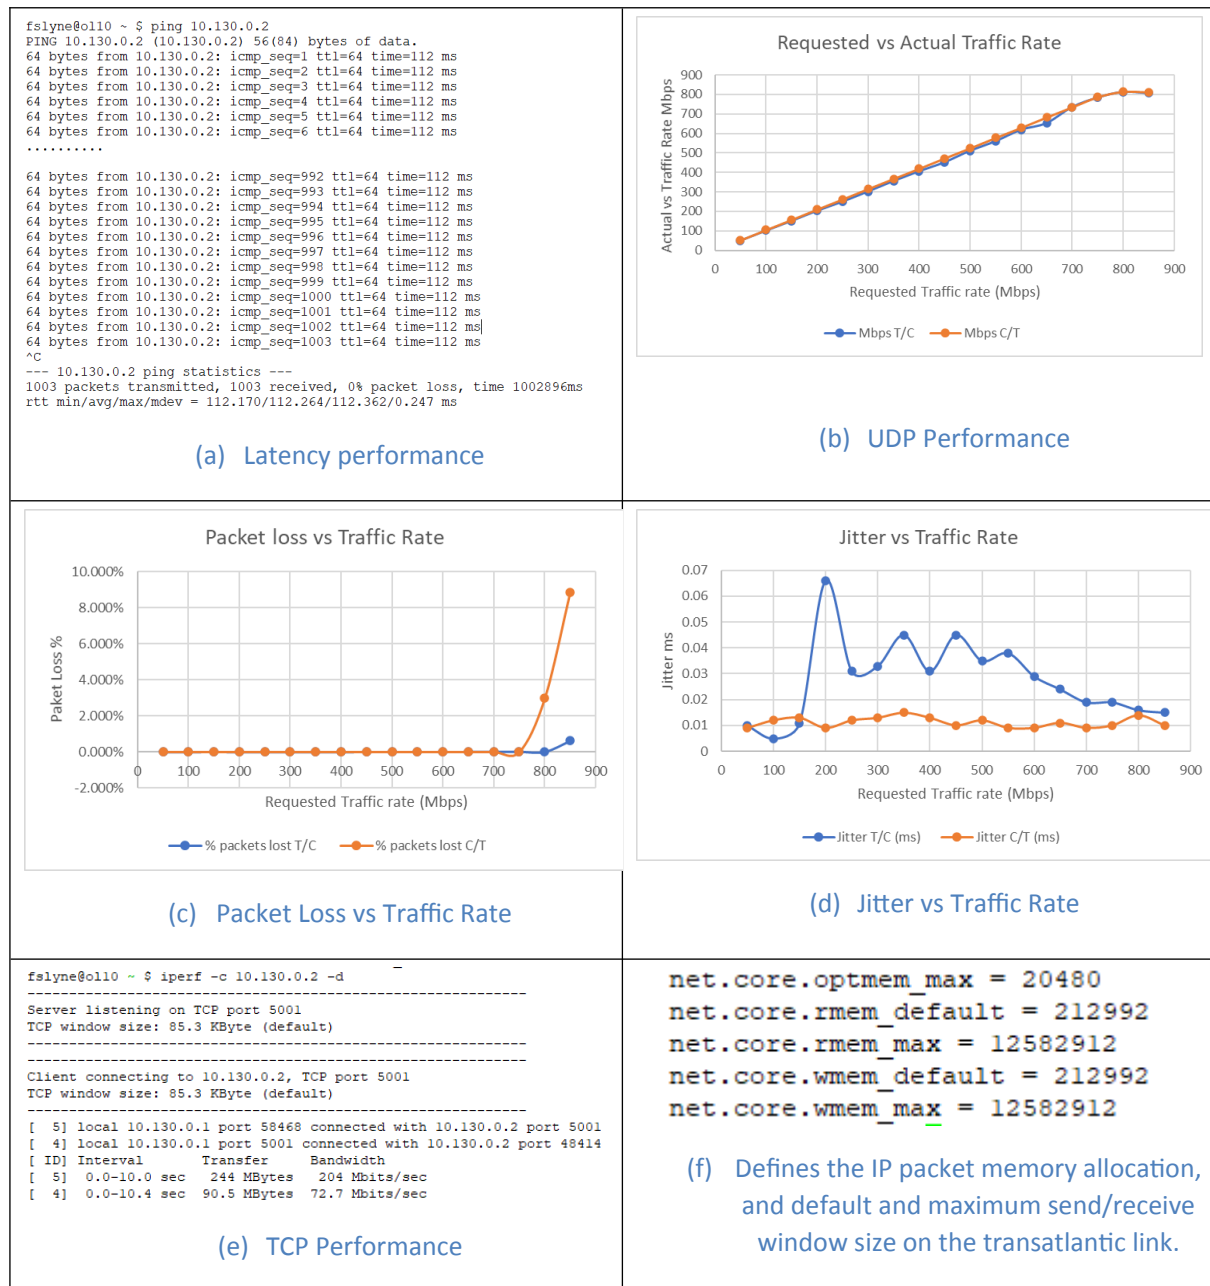 fslyne@ol10 ~ $ ping 10.130.0.2
PING 10.130.0.2 (10.130.0.2) 56(84) bytes of data.
64 bytes from 10.130.0.2: icmp_seq=1 ttl=64 time=112 ms
64 bytes from 10.130.0.2: icmp_seq=2 ttl=64 time=112 ms
64 bytes from 10.130.0.2: icmp_seq=3 ttl=64 time=112 ms
64 bytes from 10.130.0.2: icmp_seq=4 ttl=64 time=112 ms
64 bytes from 10.130.0.2: icmp_seq=5 ttl=64 time=112 ms
64 bytes from 10.130.0.2: icmp_seq=6 ttl=64 time=112 ms
..........
64 bytes from 10.130.0.2: icmp_seq=992 ttl=64 time=112 ms
64 bytes from 10.130.0.2: icmp_seq=993 ttl=64 time=112 ms
64 bytes from 10.130.0.2: icmp_seq=994 ttl=64 time=112 ms
64 bytes from 10.130.0.2: icmp_seq=995 ttl=64 time=112 ms
64 bytes from 10.130.0.2: icmp_seq=996 ttl=64 time=112 ms
64 bytes from 10.130.0.2: icmp_seq=997 ttl=64 time=112 ms
64 bytes from 10.130.0.2: icmp_seq=998 ttl=64 time=112 ms
64 bytes from 10.130.0.2: icmp_seq=999 ttl=64 time=112 ms
64 bytes from 10.130.0.2: icmp_seq=1000 ttl=64 time=112 ms
64 bytes from 10.130.0.2: icmp_seq=1001 ttl=64 time=112 ms
64 bytes from 10.130.0.2: icmp_seq=1002 ttl=64 time=112 ms
64 bytes from 10.130.0.2: icmp_seq=1003 ttl=64 time=112 ms
^C
--- 10.130.0.2 ping statistics ---
1003 packets transmitted, 1003 received, 0% packet loss, time 1002896ms
rtt min/avg/max/mdev = 112.170/112.264/112.362/0.247 ms
(a) Latency performance
Requested vs Actual Traffic Rate
Actual vs Traffic Rate Mbps
900
800
700
600
500
400
300
200
100
0
0 100 200 300 400 500 600 700 800 900
Requested Traffic rate (Mbps)
Mbps T/C Mbps C/T
(b) UDP Performance
Packet loss vs Traffic Rate
Paket Loss %
10.000%
8.000%
6.000%
4.000%
2.000%
0.000%
-2.000%
0 100 200 300 400 500 600 700 800 900
Requested Traffic rate (Mbps)
% packets lost T/C % packets lost C/T
(c) Packet Loss vs Traffic Rate
Jitter vs Traffic Rate
Jitter ms
0.07
0.06
0.05
0.04
0.03
0.02
0.01
0
0 100 200 300 400 500 600 700 800 900
Requested Traffic rate (Mbps)
Jitter T/C (ms) Jitter C/T (ms)
(d) Jitter vs Traffic Rate
fslyne@ol10 ~ $ iperf -c 10.130.0.2 -d
------------------------------------------------------------
Server listening on TCP port 5001
TCP window size: 85.3 KByte (default)
------------------------------------------------------------
------------------------------------------------------------
Client connecting to 10.130.0.2, TCP port 5001
TCP window size: 85.3 KByte (default)
------------------------------------------------------------
[  5] local 10.130.0.1 port 58468 connected with 10.130.0.2 port 5001
[  4] local 10.130.0.1 port 5001 connected with 10.130.0.2 port 48414
[ ID] Interval       Transfer     Bandwidth
[  5]  0.0-10.0 sec   244 MBytes   204 Mbits/sec
[  4]  0.0-10.4 sec  90.5 MBytes  72.7 Mbits/sec
(e) TCP Performance
net.core.optmem_max = 20480
net.core.rmem_default = 212992
net.core.rmem_max = 12582912
net.core.wmem_default = 212992
net.core.wmem_max = 12582912
(f) Defines the IP packet memory allocation,
and default and maximum send/receive
window size on the transatlantic link.